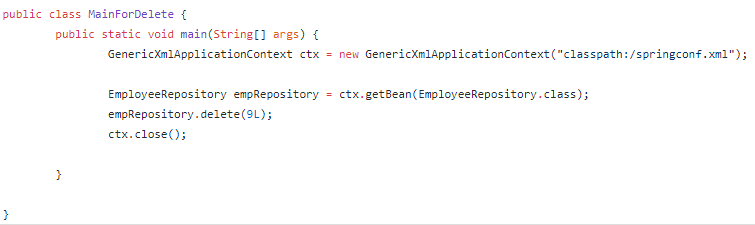 public class MainForDelete {
public static void main(String[] args) {
GenericXmlApplicationContext ctx = new GenericXmlApplicationContext("classpath:/springconf.xml");
EmployeeRepository empRepository = ctx.getBean(EmployeeRepository.class);
empRepository.delete(9L);
ctx.close();
}
}